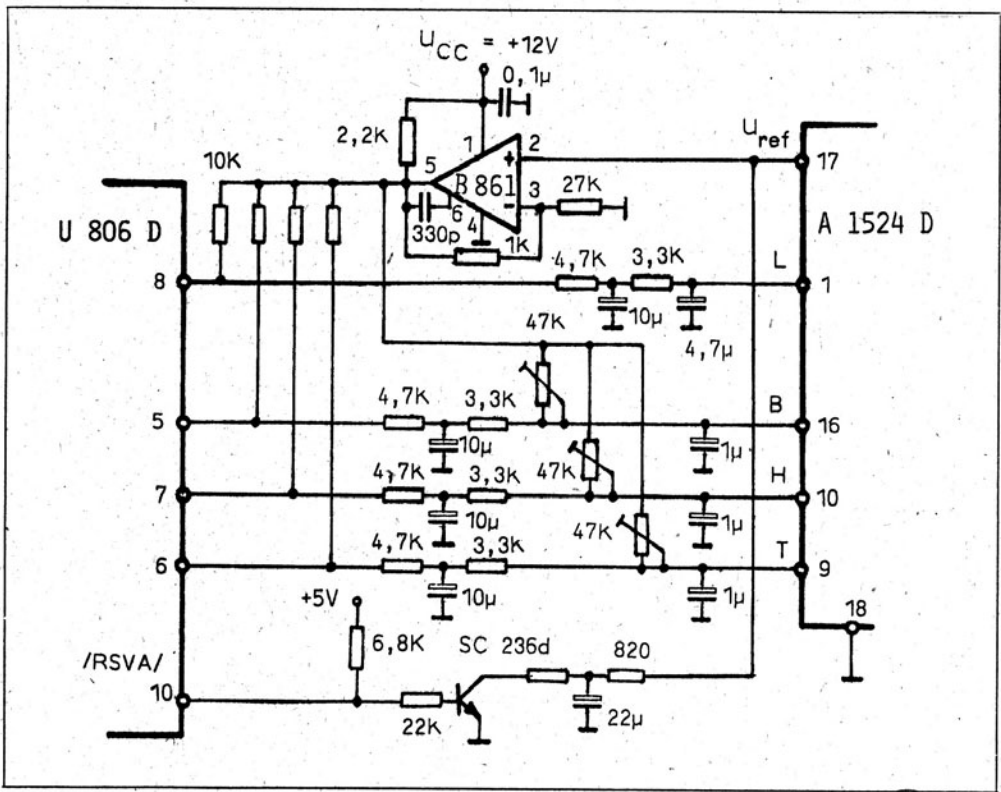 U_CC = +12V
0,1µ
2,2K
1
2
U_ref
10K
5
+
17
B 861
3
27K
330p
6
-
4
1K
U 806 D
A 1524 D
4,7K
3,3K
L
8
1
47K
10µ
4,7µ
4,7K
3,3K
B
5
16
10µ
47K
1µ
4,7K
3,3K
H
7
10
10µ
47K
1µ
4,7K
3,3K
T
6
9
10µ
1µ
+5V
18
/RSVA/
6,8K
SC 236d
820
10
22K
22µ